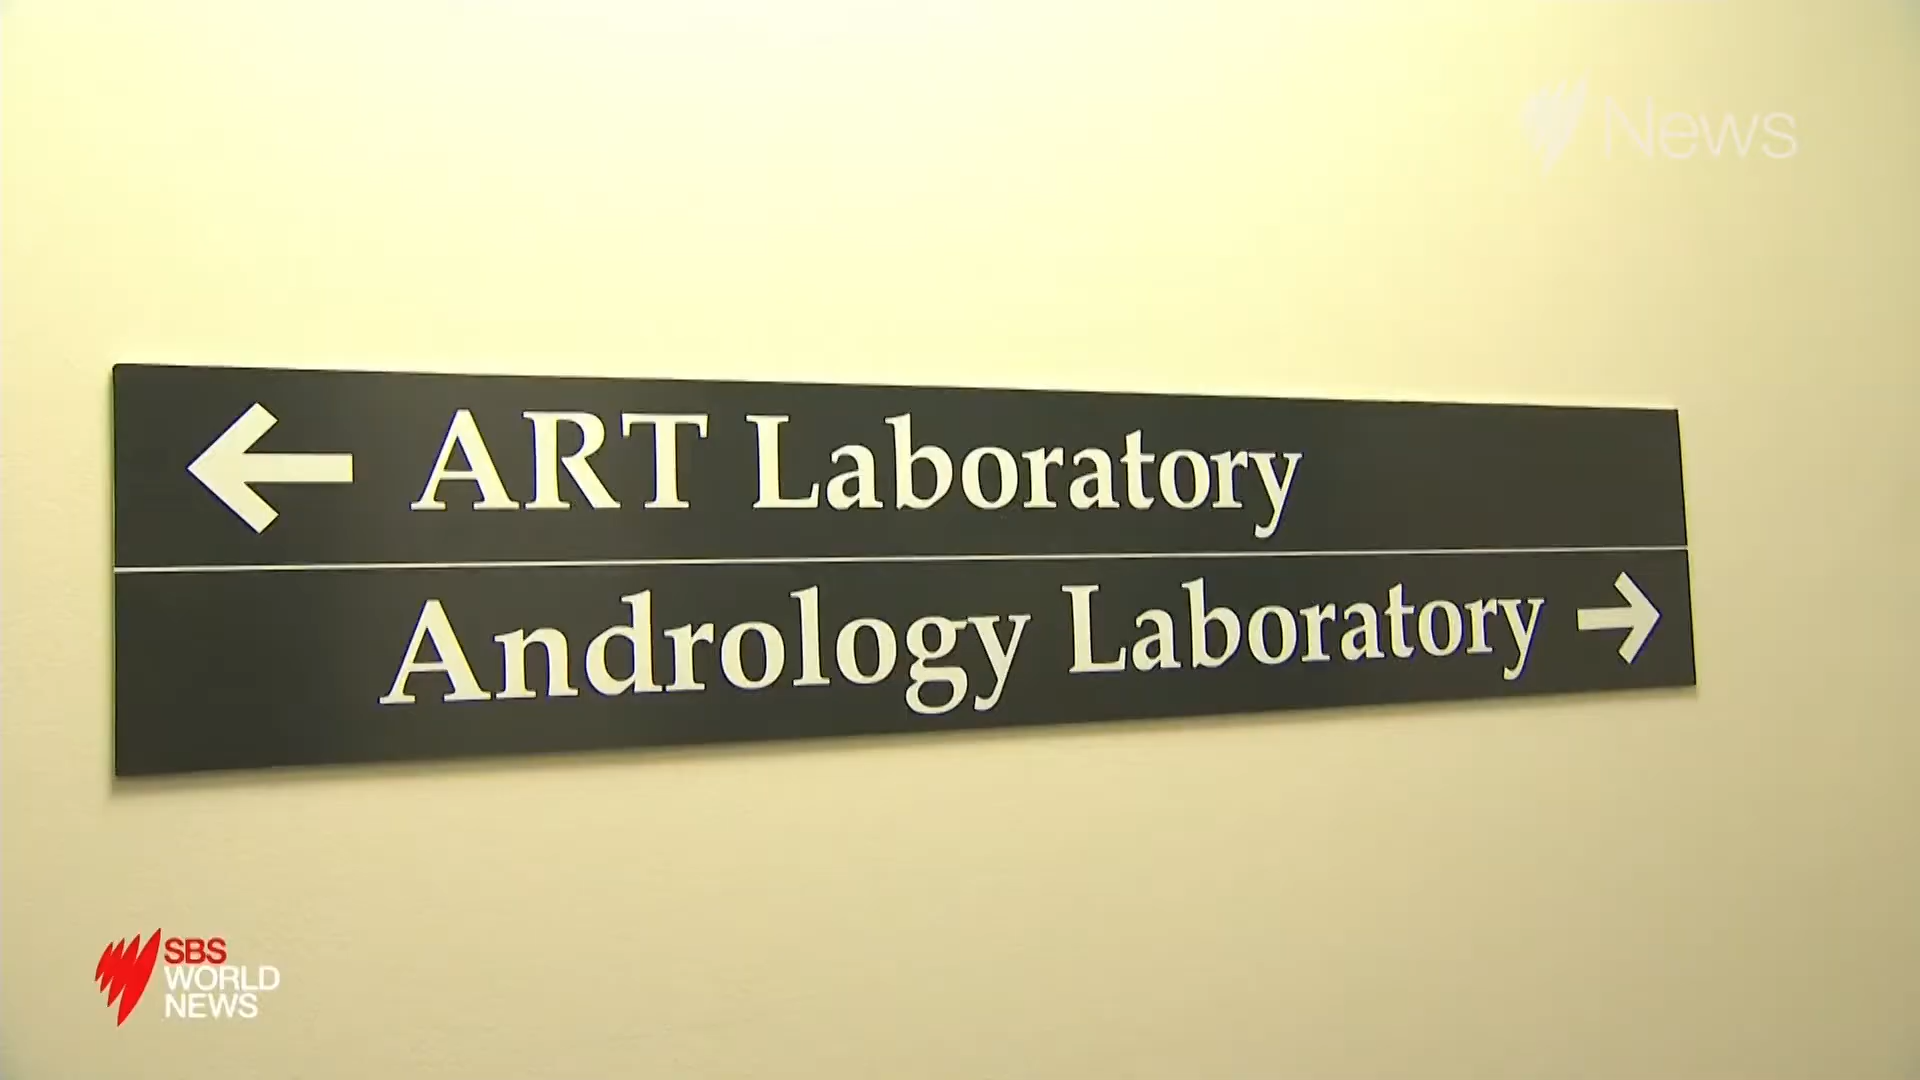 News
← ART Laboratory
Andrology Laboratory →
SBS
WORLD
NEWS